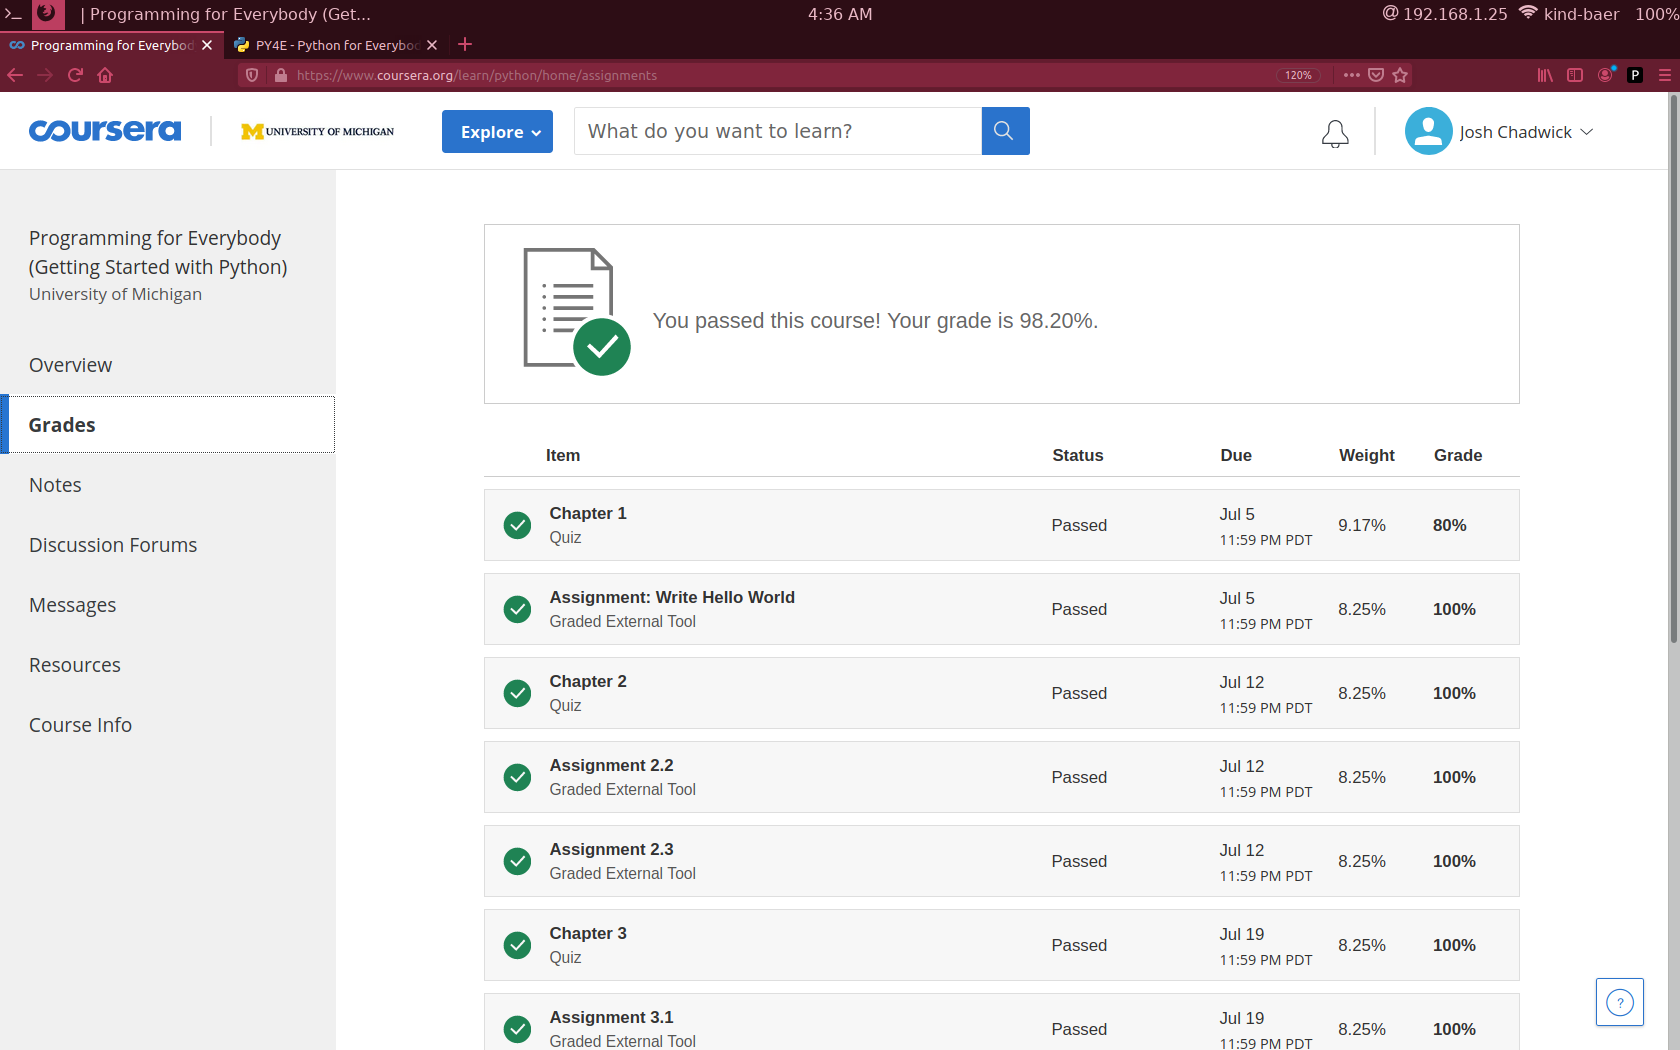 | Programming for Everybody (Get...
4:36 AM
@ 192.168.1.25 kind-baer 100%
Programming for Everybod
PY4E - Python for Everybod
https://www.coursera.org/learn/python/home/assignments
120%
P
coursera
M UNIVERSITY OF MICHIGAN
Explore
What do you want to learn?
Josh Chadwick
Programming for Everybody
(Getting Started with Python)
University of Michigan
Overview
Grades
Notes
Discussion Forums
Messages
Resources
Course Info
You passed this course! Your grade is 98.20%.
Item Status Due Weight Grade
Chapter 1
Quiz
Passed
Jul 5
11:59 PM PDT
9.17%
80%
Assignment: Write Hello World
Graded External Tool
Passed
Jul 5
11:59 PM PDT
8.25%
100%
Chapter 2
Quiz
Passed
Jul 12
11:59 PM PDT
8.25%
100%
Assignment 2.2
Graded External Tool
Passed
Jul 12
11:59 PM PDT
8.25%
100%
Assignment 2.3
Graded External Tool
Passed
Jul 12
11:59 PM PDT
8.25%
100%
Chapter 3
Quiz
Passed
Jul 19
11:59 PM PDT
8.25%
100%
Assignment 3.1
Graded External Tool
Passed
Jul 19
11:59 PM PDT
8.25%
100%
?